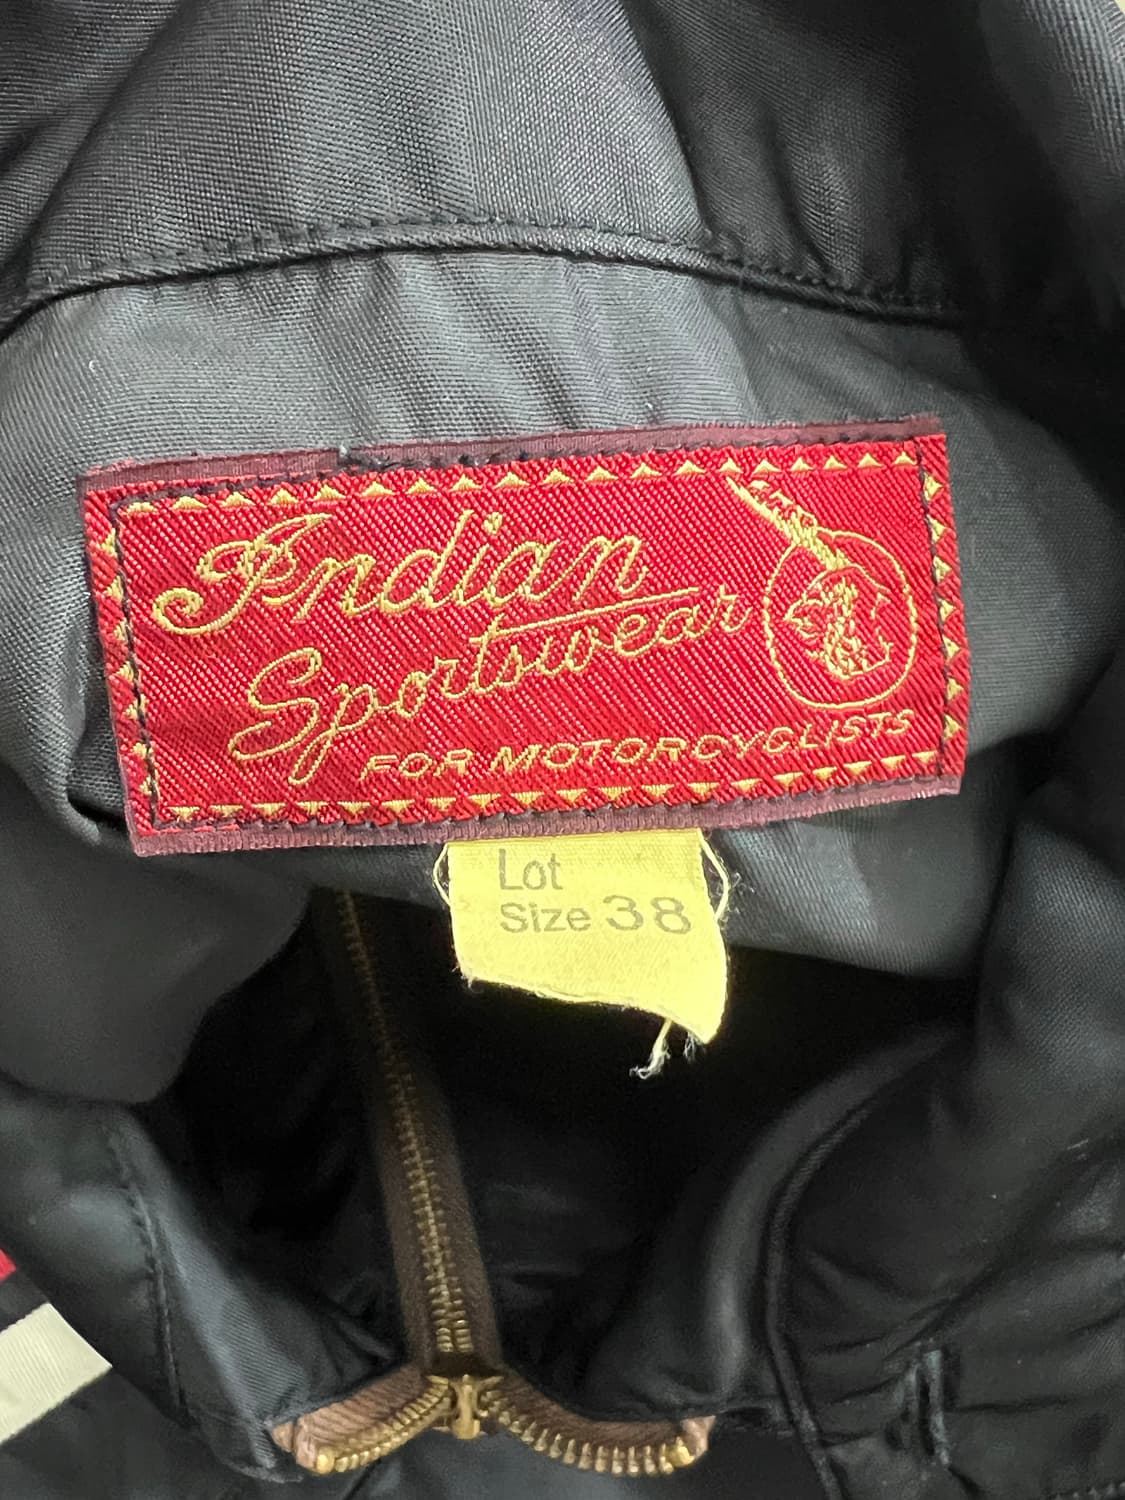 Indian
Sportswear
FOR MOTORCYCLISTS
Lot
Size 38